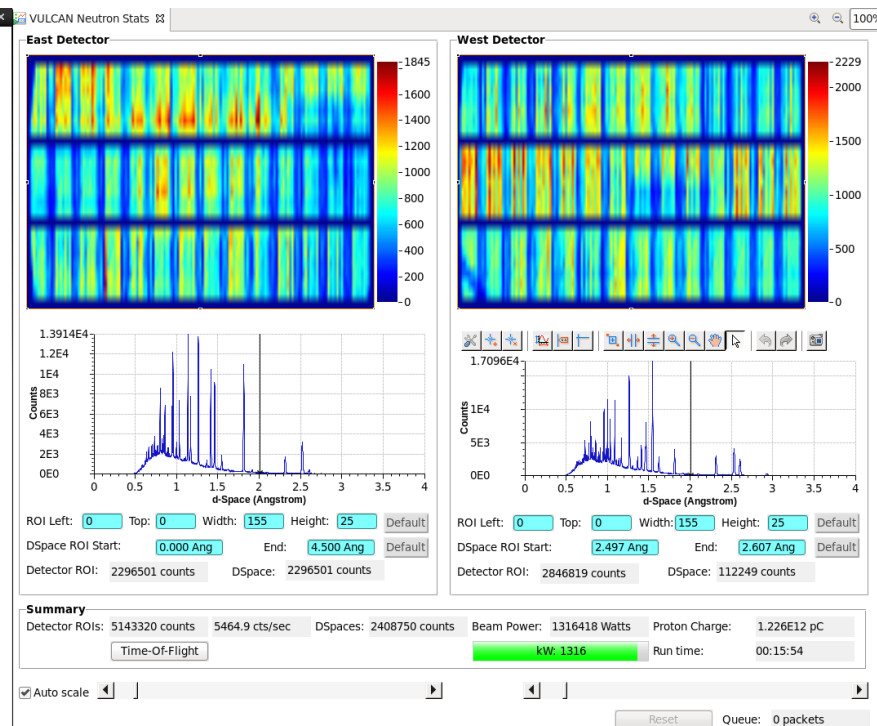 VULCAN Neutron Stats
100%
East Detector
West Detector
1845
1600
1400
1200
1000
800
600
400
200
0
2229
2000
1500
1000
500
0
1.3914E4
1.2E4
1E4
8E3
6E3
4E3
2E3
0E0
Counts
0 0.5 1 1.5 2 2.5 3 3.5 4
d-Space (Angstrom)
1.7096E4
1E4
5E3
0E0
Counts
0 0.5 1 1.5 2 2.5 3 3.5 4
d-Space (Angstrom)
ROI Left: 0 Top: 0 Width: 155 Height: 25 Default
DSpace ROI Start: 0.000 Ang End: 4.500 Ang Default
Detector ROI: 2296501 counts DSpace: 2296501 counts
ROI Left: 0 Top: 0 Width: 155 Height: 25 Default
DSpace ROI Start: 2.497 Ang End: 2.607 Ang Default
Detector ROI: 2846819 counts DSpace: 112249 counts
Summary
Detector ROIs: 5143320 counts 5464.9 cts/sec DSpaces: 2408750 counts Beam Power: 1316418 Watts Proton Charge: 1.226E12 pC
Time-Of-Flight kW: 1316 Run time: 00:15:54
Auto scale
Reset Queue: 0 packets